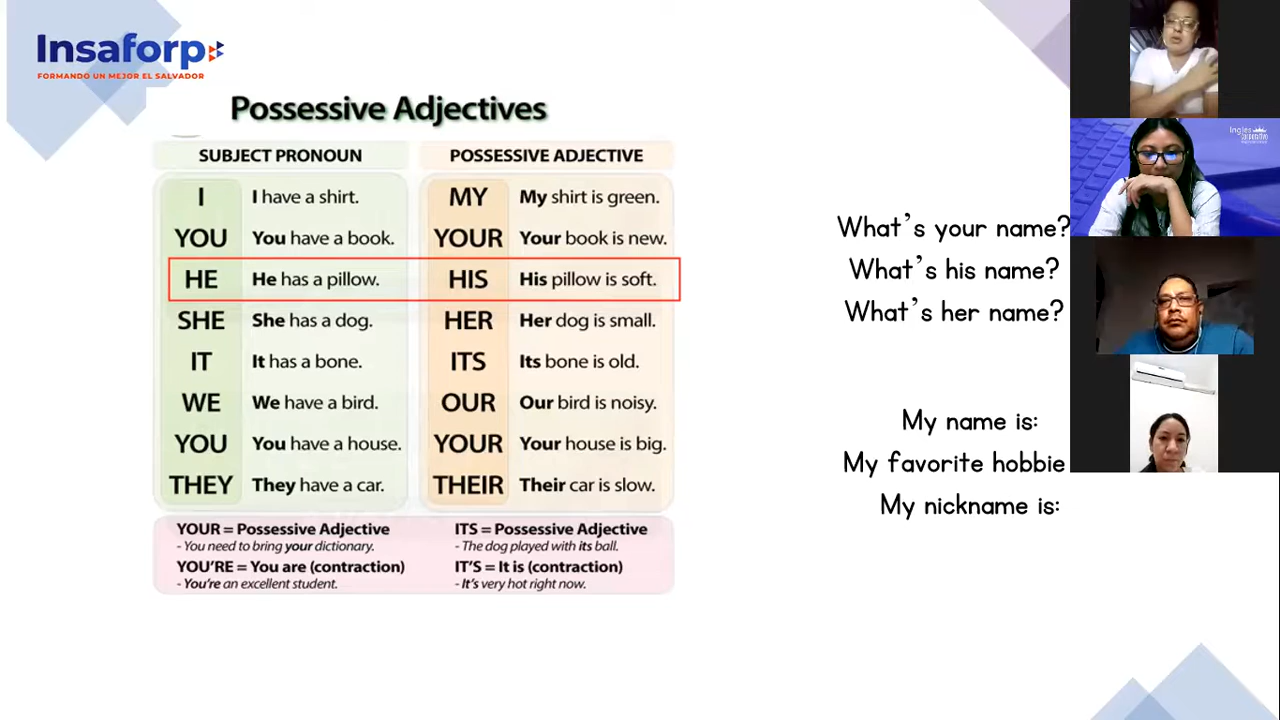 Insaforp
FORMANDO UN MEJOR EL SALVADOR
Possessive Adjectives
SUBJECT PRONOUN POSSESSIVE ADJECTIVE
I I have a shirt. MY My shirt is green.
YOU You have a book. YOUR Your book is new.
HE He has a pillow. HIS His pillow is soft.
SHE She has a dog. HER Her dog is small.
IT It has a bone. ITS Its bone is old.
WE We have a bird. OUR Our bird is noisy.
YOU You have a house. YOUR Your house is big.
THEY They have a car. THEIR Their car is slow.
YOUR = Possessive Adjective
- You need to bring your dictionary.
YOU'RE = You are (contraction)
- You're an excellent student.
ITS = Possessive Adjective
- The dog played with its ball.
IT'S = It is (contraction)
- It's very hot right now.
What's your name?
What's his name?
What's her name?
My name is:
My favorite hobbie
My nickname is:
Ingles